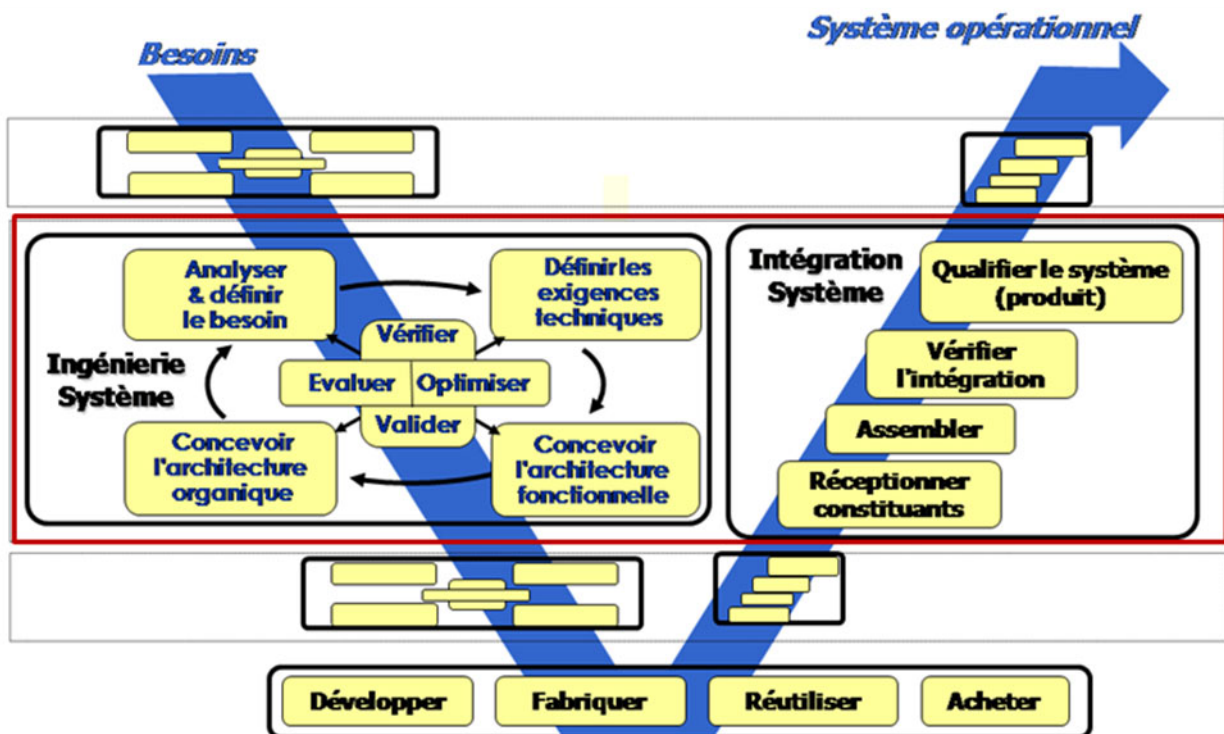 Besoins
Système opérationnel
Analyser
& définir
le besoin
Définir les
exigences
techniques
Vérifier
Evaluer
Optimiser
Valider
Ingénierie
Système
Concevoir
l'architecture
organique
Concevoir
l'architecture
fonctionnelle
Intégration
Système
Qualifier le système
(produit)
Vérifier
l'intégration
Assembler
Réceptionner
constituants
Développer
Fabriquer
Réutiliser
Acheter